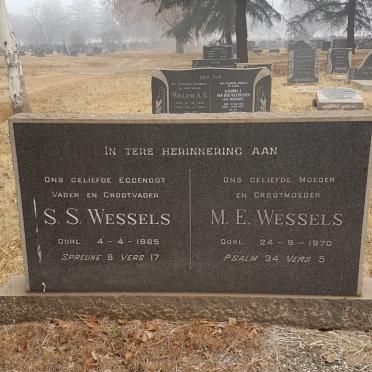 Willem A.S.
IN TERE HERINNERING AAN
ONS GELIEFDE EGGENOOT
VADER EN GROOTVADER
S. S. WESSELS
OORL. 4-4-1965
SPREUKE 8 VERS 17
ONS GELIEFDE MOEDER
EN GROOTMOEDER
M. E. WESSELS
OORL. 24-9-1970
PSALM 34 VERS 5